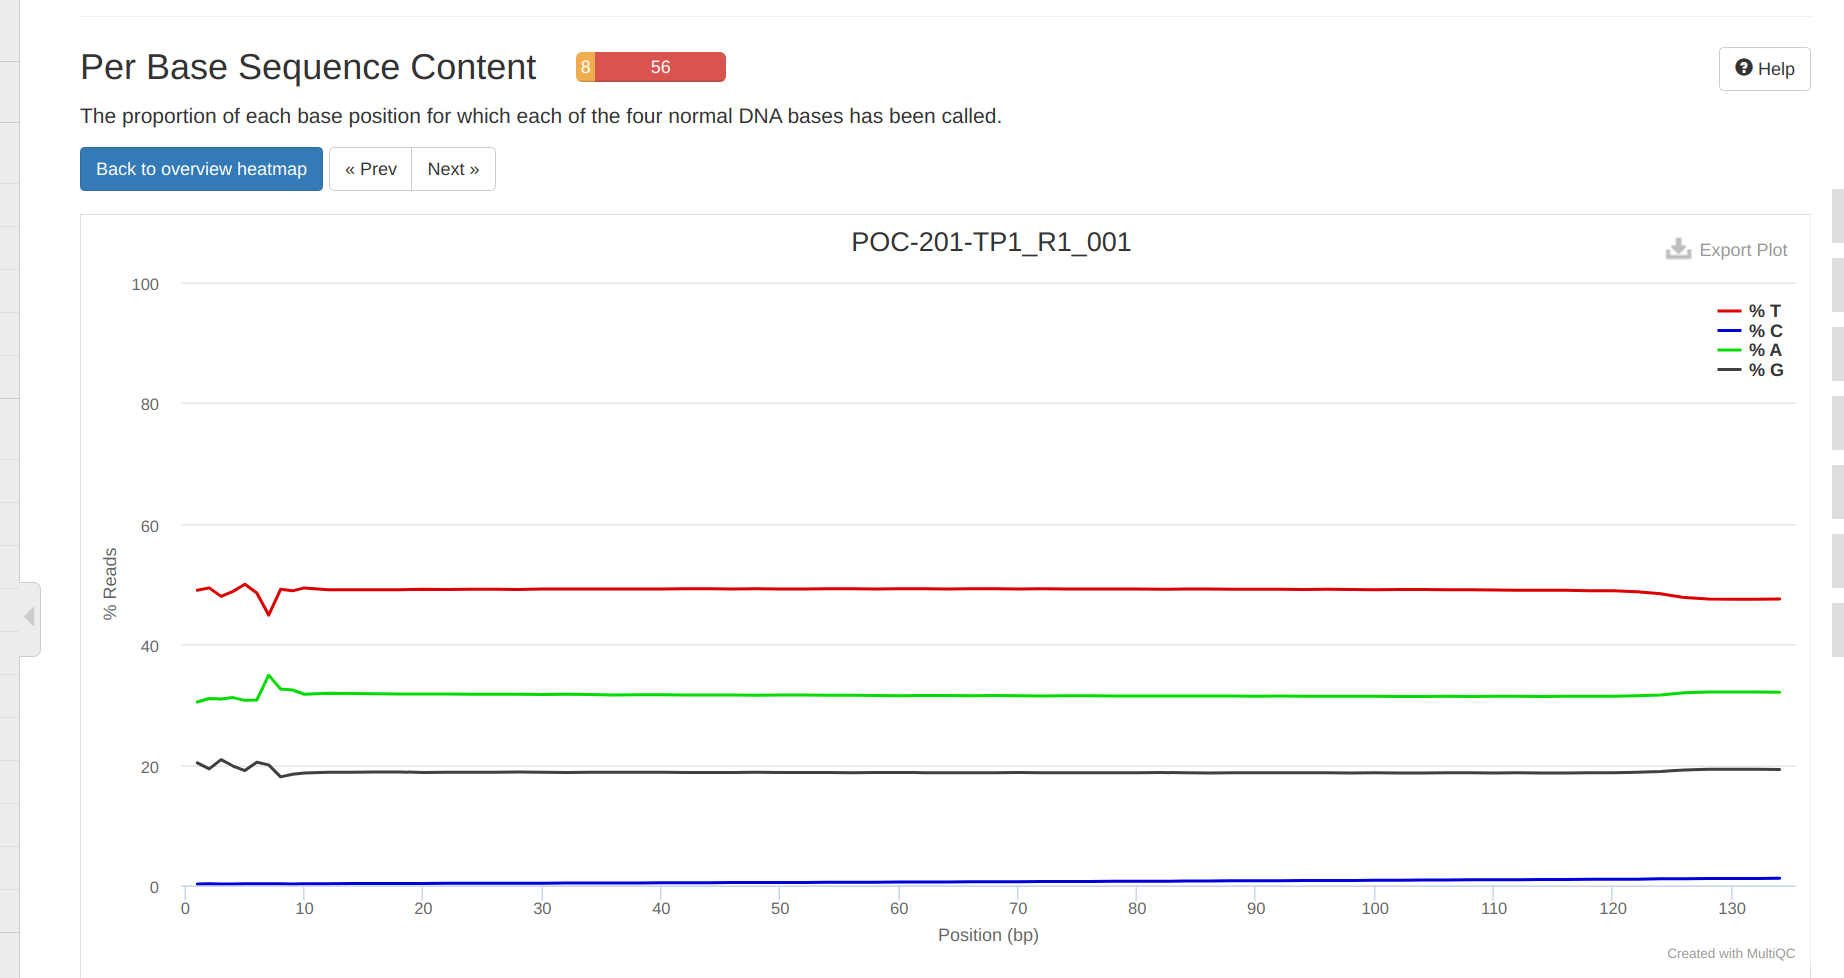 Per Base Sequence Content 8 56
Help
The proportion of each base position for which each of the four normal DNA bases has been called.
Back to overview heatmap « Prev Next »
POC-201-TP1_R1_001
Export Plot
100
80
60
40
20
0
% Reads
% T
% C
% A
% G
0 10 20 30 40 50 60 70 80 90 100 110 120 130
Position (bp)
Created with MultiQC